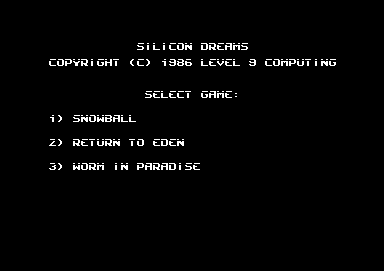 SILICON DREAMS
COPYRIGHT (C) 1986 LEVEL 9 COMPUTING
SELECT GAME:
1) SNOWBALL
2) RETURN TO EDEN
3) WORM IN PARADISE